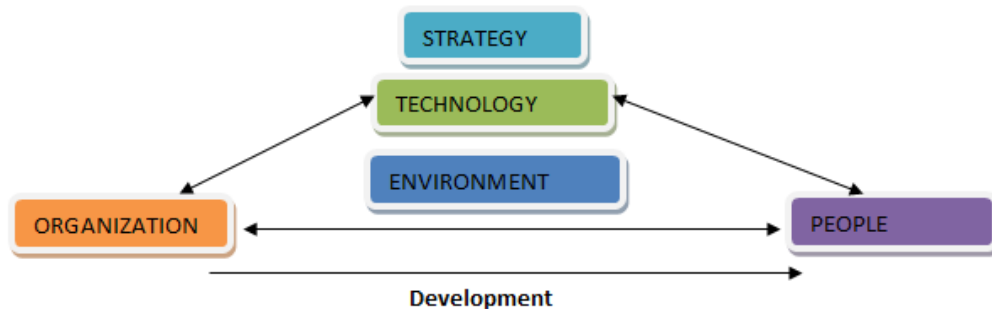 STRATEGY
TECHNOLOGY
ENVIRONMENT
ORGANIZATION
PEOPLE
Development